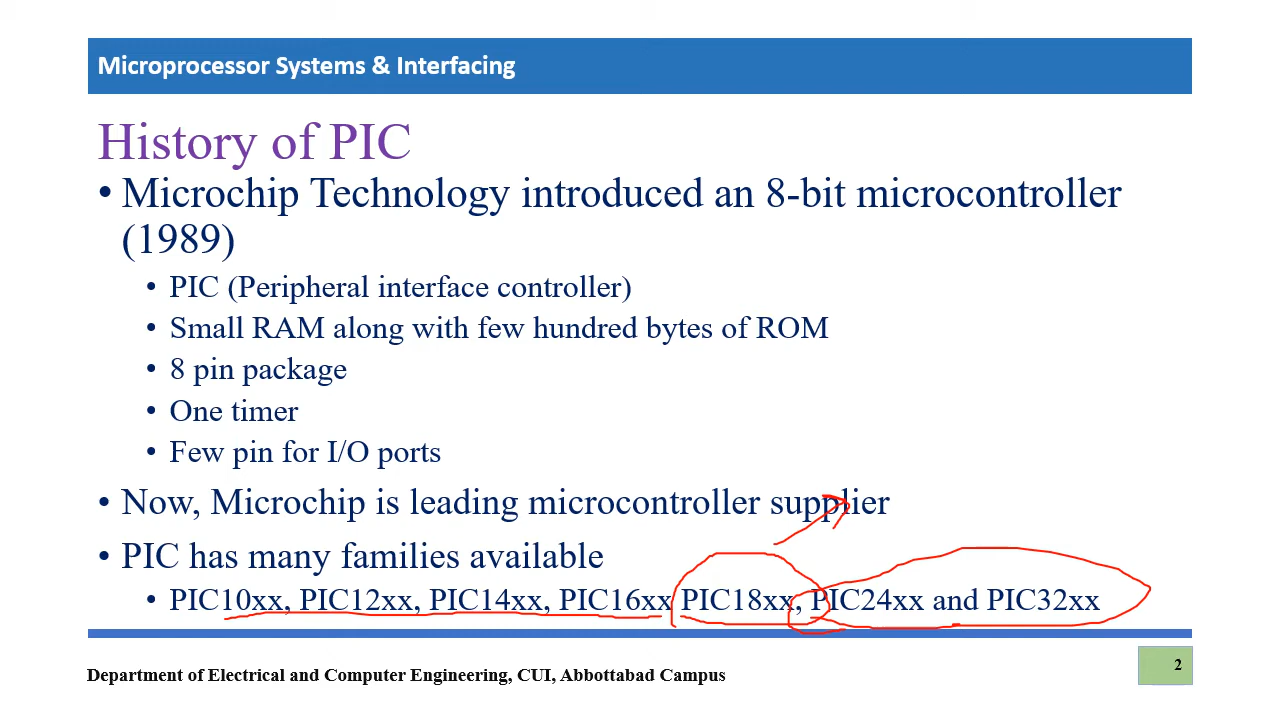 Microprocessor Systems & Interfacing
History of PIC
• Microchip Technology introduced an 8-bit microcontroller
(1989)
• PIC (Peripheral interface controller)
• Small RAM along with few hundred bytes of ROM
• 8 pin package
• One timer
• Few pin for I/O ports
• Now, Microchip is leading microcontroller supplier
• PIC has many families available
• PIC10xx, PIC12xx, PIC14xx, PIC16xx PIC18xx, PIC24xx and PIC32xx
Department of Electrical and Computer Engineering, CUI, Abbottabad Campus
2